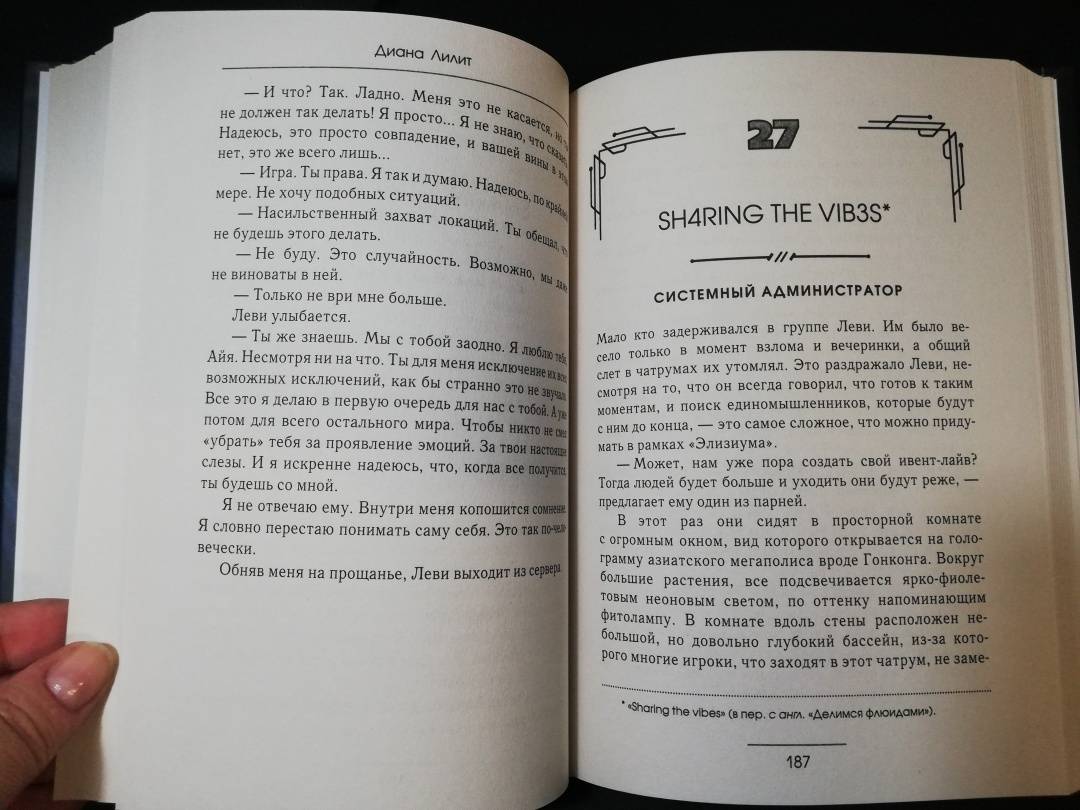 Диана Лилит
— И что? Так. Ладно. Меня это не касается, но ты
не должен так делать! Я просто... Я не знаю, что сказать.
Надеюсь, это просто совпадение, и вашей вины в этом
нет, это же всего лишь...
— Игра. Ты права. Я так и думаю. Надеюсь, по крайней
мере. Не хочу подобных ситуаций.
— Насильственный захват локаций. Ты обещал, что
не будешь этого делать.
— Не буду. Это случайность. Возможно, мы даже
не виноваты в ней.
— Только не ври мне больше.
Леви улыбается.
— Ты же знаешь. Мы с тобой заодно. Я люблю тебя,
Айя. Несмотря ни на что. Ты для меня исключение их всех
возможных исключений, как бы странно это не звучало.
Все это я делаю в первую очередь для нас с тобой. А уже
потом для всего остального мира. Чтобы никто не смел
«убрать» тебя за проявление эмоций. За твои настоящие
слезы. И я искренне надеюсь, что, когда все получится,
ты будешь со мной.
Я не отвечаю ему. Внутри меня копошится сомнение.
Я словно перестаю понимать саму себя. Это так по-чело-
вечески.
Обняв меня на прощанье, Леви выходит из сервера.
27
SH4RING THE VIB3S*
СИСТЕМНЫЙ АДМИНИСТРАТОР
Мало кто задерживался в группе Леви. Им было ве-
село только в момент взлома и вечеринки, а общий
слет в чатрумах их утомлял. Это раздражало Леви, не-
смотря на то, что он всегда говорил, что готов к таким
моментам, и поиск единомышленников, которые будут
с ним до конца, — это самое сложное, что можно приду-
мать в рамках «Элизиума».
— Может, нам уже пора создать свой ивент-лайв?
Тогда людей будет больше и уходить они будут реже, —
предлагает ему один из парней.
В этот раз они сидят в просторной комнате
с огромным окном, вид которого открывается на голо-
грамму азиатского мегаполиса вроде Гонконга. Вокруг
большие растения, все подсвечивается ярко-фиоле-
товым неоновым светом, по оттенку напоминающим
фитолампу. В комнате вдоль стены расположен не-
большой, но довольно глубокий бассейн, из-за кото-
рого многие игроки, что заходят в этот чатрум, не заме-
* «Sharing the vibes» (в пер. с англ. «Делимся флюидами»).
187